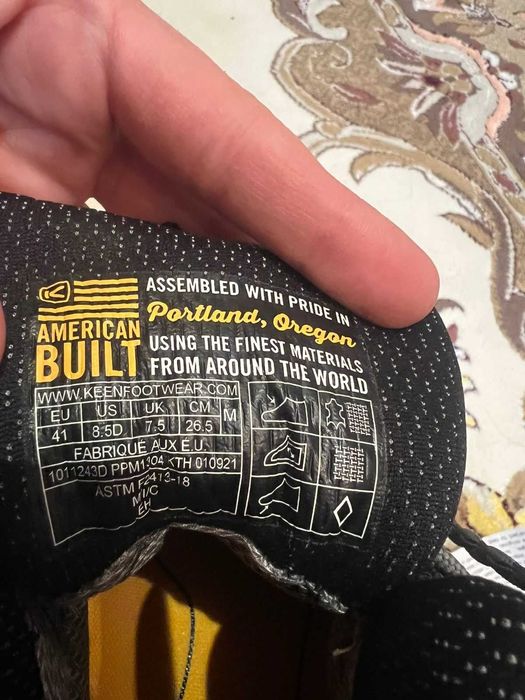 ASSEMBLED WITH PRIDE IN
Portland, Oregon
AMERICAN
BUILT
USING THE FINEST MATERIALS
FROM AROUND THE WORLD
WWW.KEENFOOTWEAR.COM
EU US UK CM M
41 8.5D 7.5 26.5
FABRIQUÉ AUX É.U.
1011243D 010921
ASTM F2413-18
M/I/C
EH